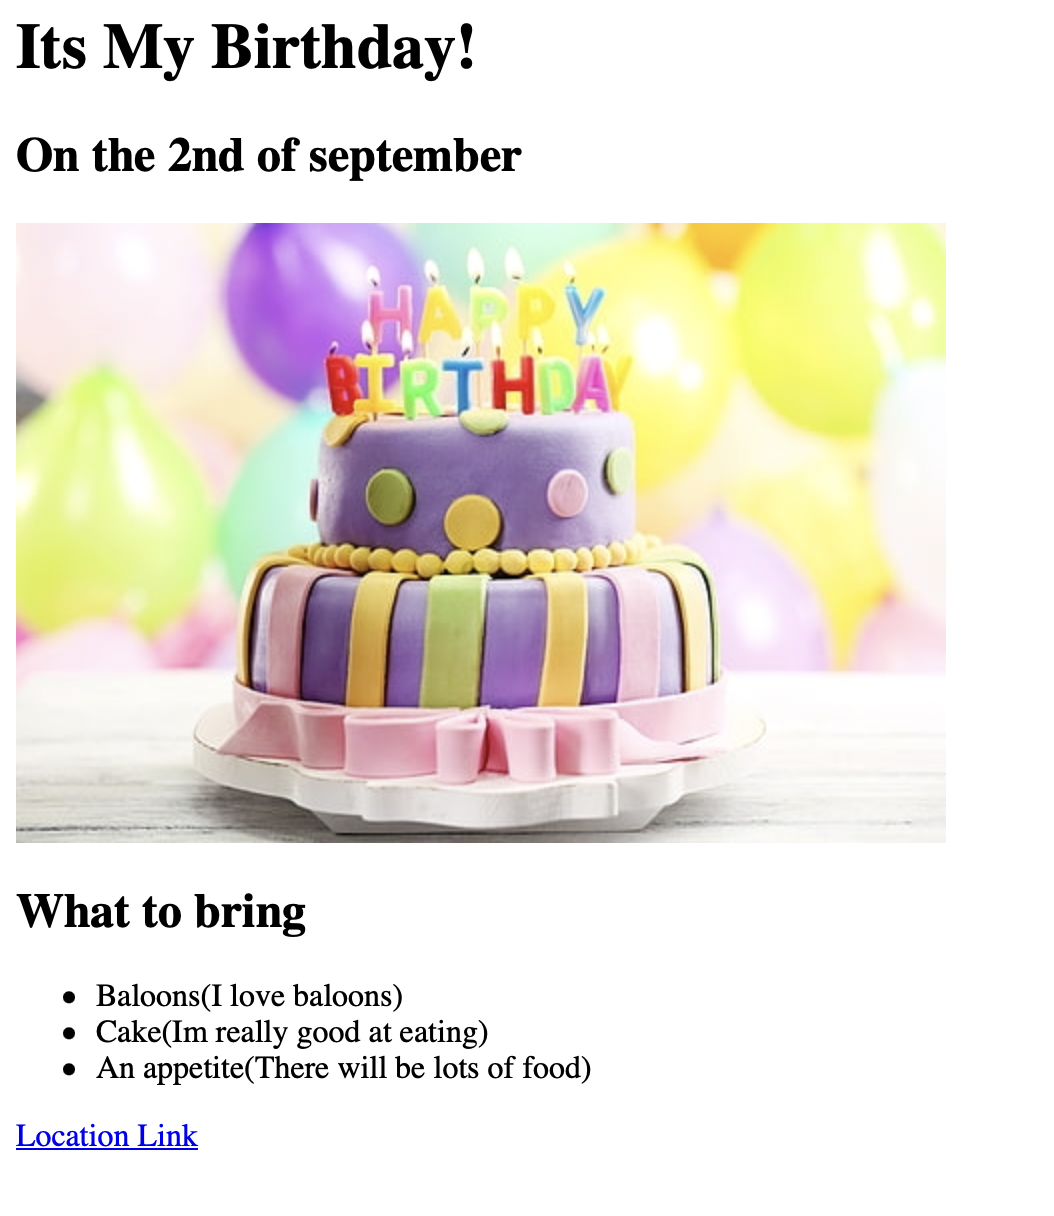 Its My Birthday!
On the 2nd of september
HAPPY
BIRTHDAY
What to bring
Baloons(I love baloons)
Cake(Im really good at eating)
An appetite(There will be lots of food)
Location Link